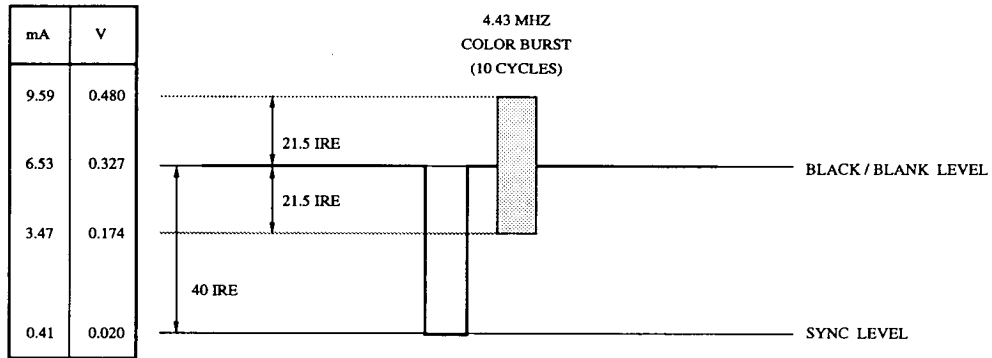 mA V
4.43 MHZ
COLOR BURST
(10 CYCLES)
9.59 0.480
21.5 IRE
6.53 0.327
BLACK / BLANK LEVEL
21.5 IRE
3.47 0.174
40 IRE
0.41 0.020
SYNC LEVEL